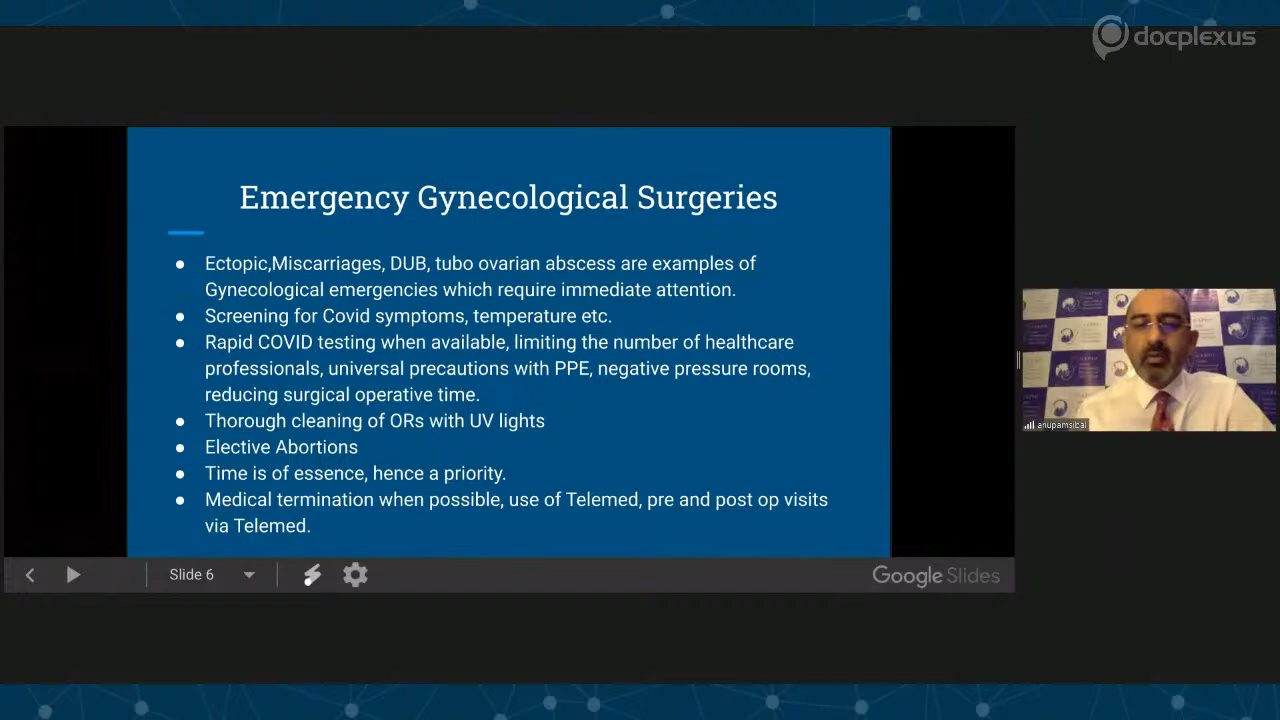 docplexus
Emergency Gynecological Surgeries
● Ectopic,Miscarriages, DUB, tubo ovarian abscess are examples of
Gynecological emergencies which require immediate attention.
● Screening for Covid symptoms, temperature etc.
● Rapid COVID testing when available, limiting the number of healthcare
professionals, universal precautions with PPE, negative pressure rooms,
reducing surgical operative time.
● Thorough cleaning of ORs with UV lights
● Elective Abortions
● Time is of essence, hence a priority.
● Medical termination when possible, use of Telemed, pre and post op visits
via Telemed.
anupamsibal
Slide 6
Google Slides